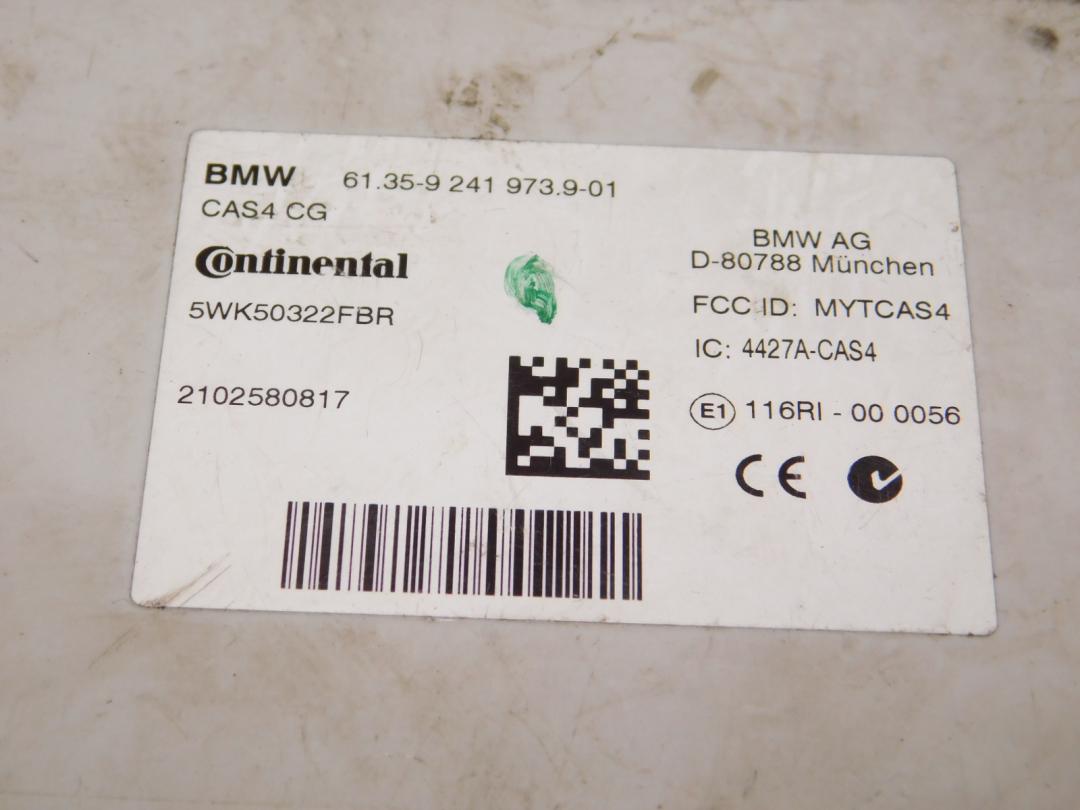 BMW 61.35-9 241 973.9-01
CAS4 CG
Continental
5WK50322FBR
2102580817
BMW AG
D-80788 München
FCC ID: MYTCAS4
IC: 4427A-CAS4
E1 116RI - 00 0056
CE